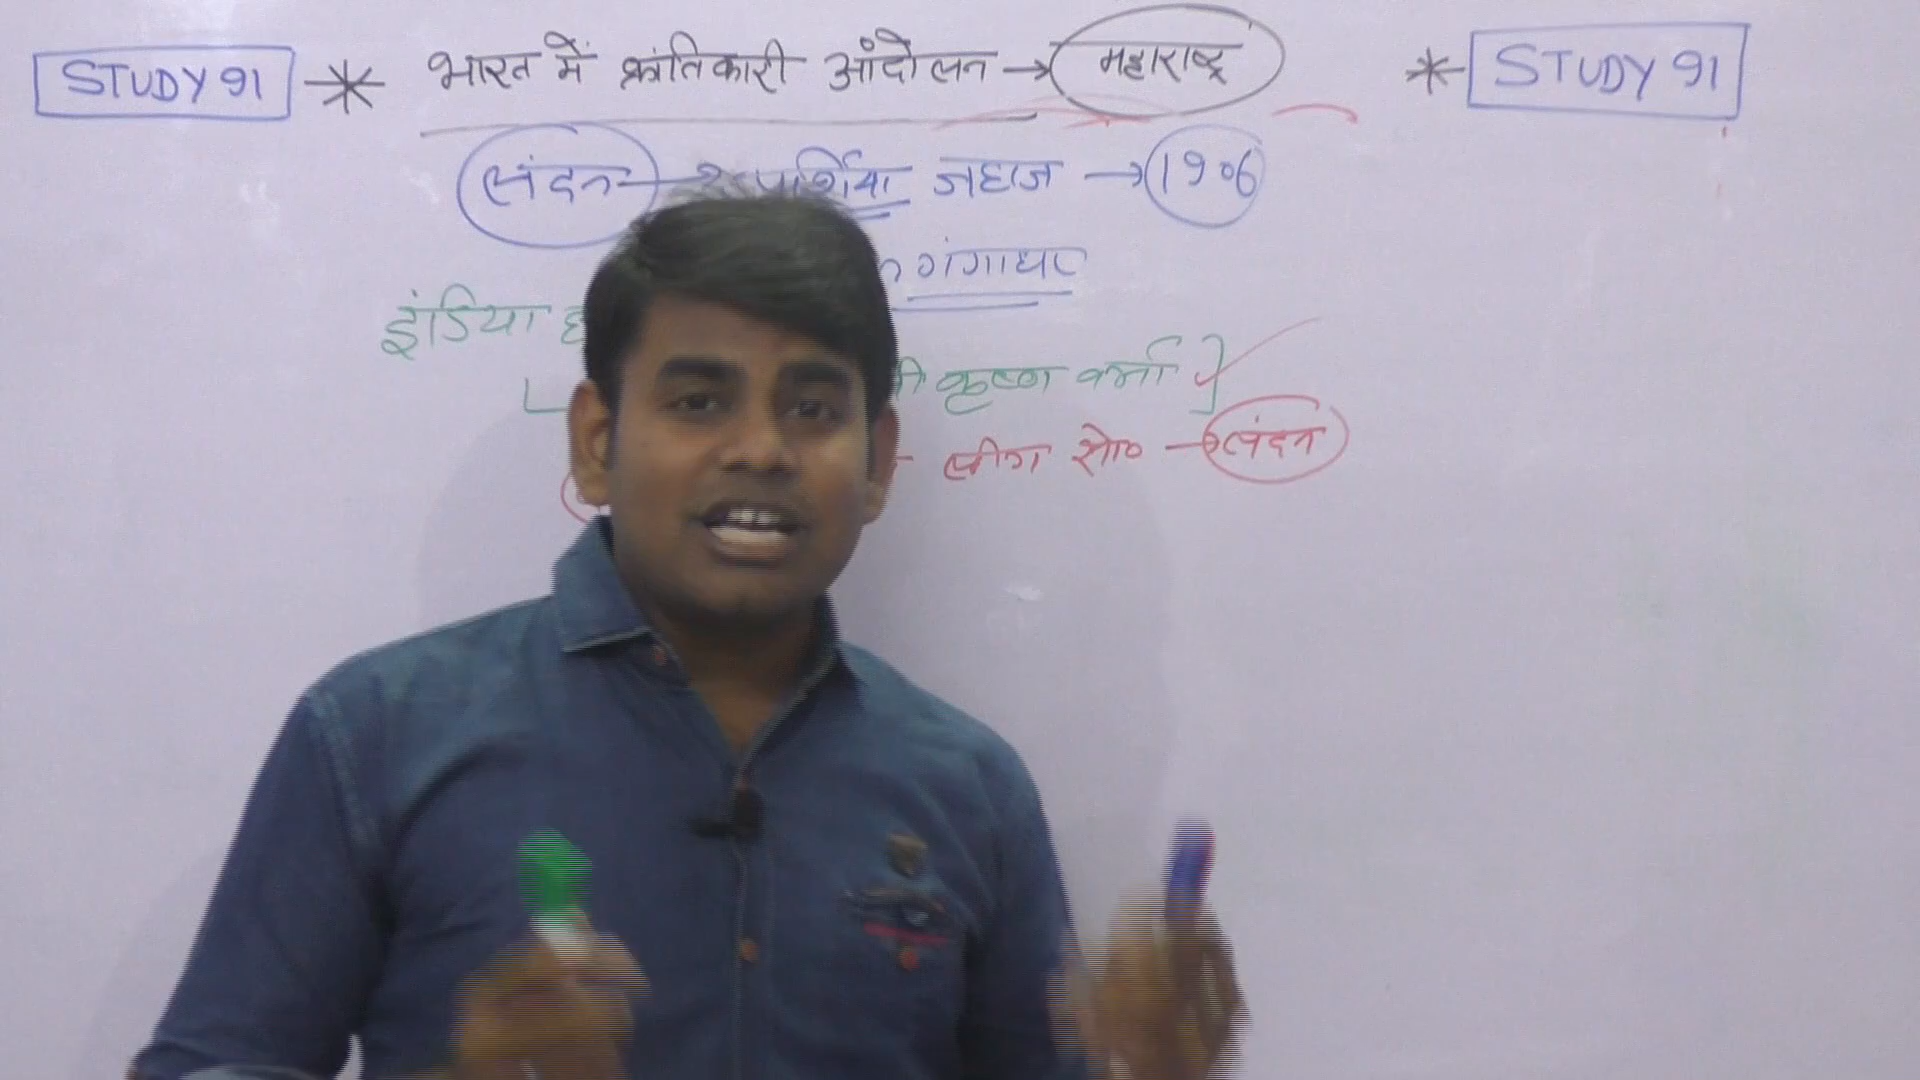 STUDY 91 * भारत में क्रांतिकारी आंदोलन → महाराष्ट्र * STUDY 91
लंदन → पर्शिया जहाज → 1906
गंगाधर
इंडिया
कृष्ण वर्मा ]
लीग सो० → लंदन